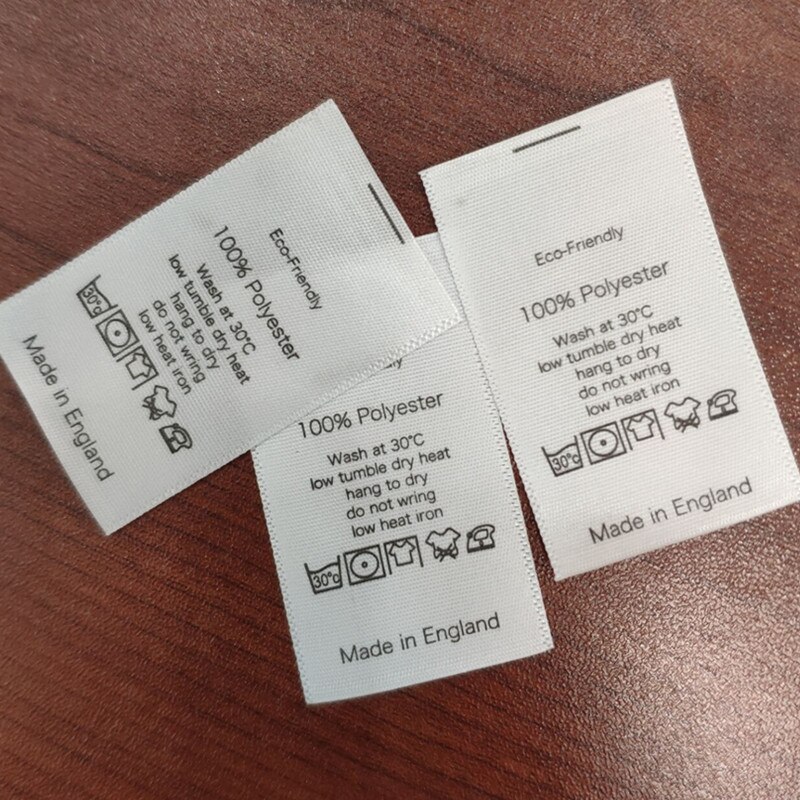 Eco-Friendly
100% Polyester
Wash at 30°C
low tumble dry heat
hang to dry
do not wring
low heat iron
30°c
Made in England
100% Polyester
Wash at 30°C
low tumble dry heat
hang to dry
do not wring
low heat iron
30°c
Made in England
Eco-Friendly
100% Polyester
Wash at 30°C
low tumble dry heat
hang to dry
do not wring
low heat iron
30°c
Made in England